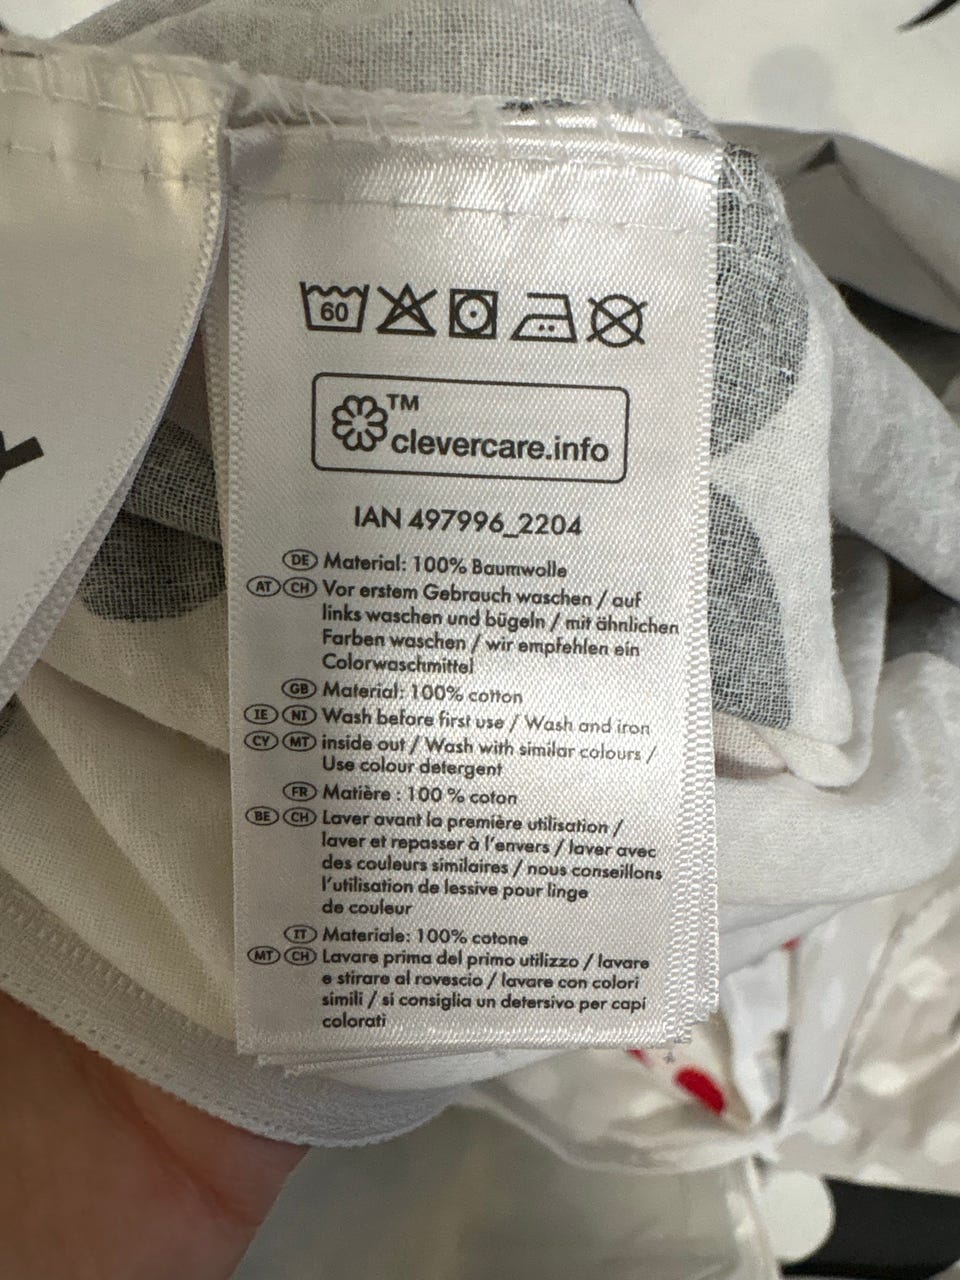 60
TM
clevercare.info
IAN 497996_2204
DE Material: 100% Baumwolle
AT CH Vor erstem Gebrauch waschen / auf
links waschen und bügeln / mit ähnlichen
Farben waschen / wir empfehlen ein
Colorwaschmittel
GB Material: 100% cotton
IE NI Wash before first use / Wash and iron
CY MT inside out / Wash with similar colours /
Use colour detergent
FR Matière : 100 % coton
BE CH Laver avant la première utilisation /
laver et repasser à l'envers / laver avec
des couleurs similaires / nous conseillons
l'utilisation de lessive pour linge
de couleur
IT Materiale: 100% cotone
MT CH Lavare prima del primo utilizzo / lavare
e stirare al rovescio / lavare con colori
simili / si consiglia un detersivo per capi
colorati